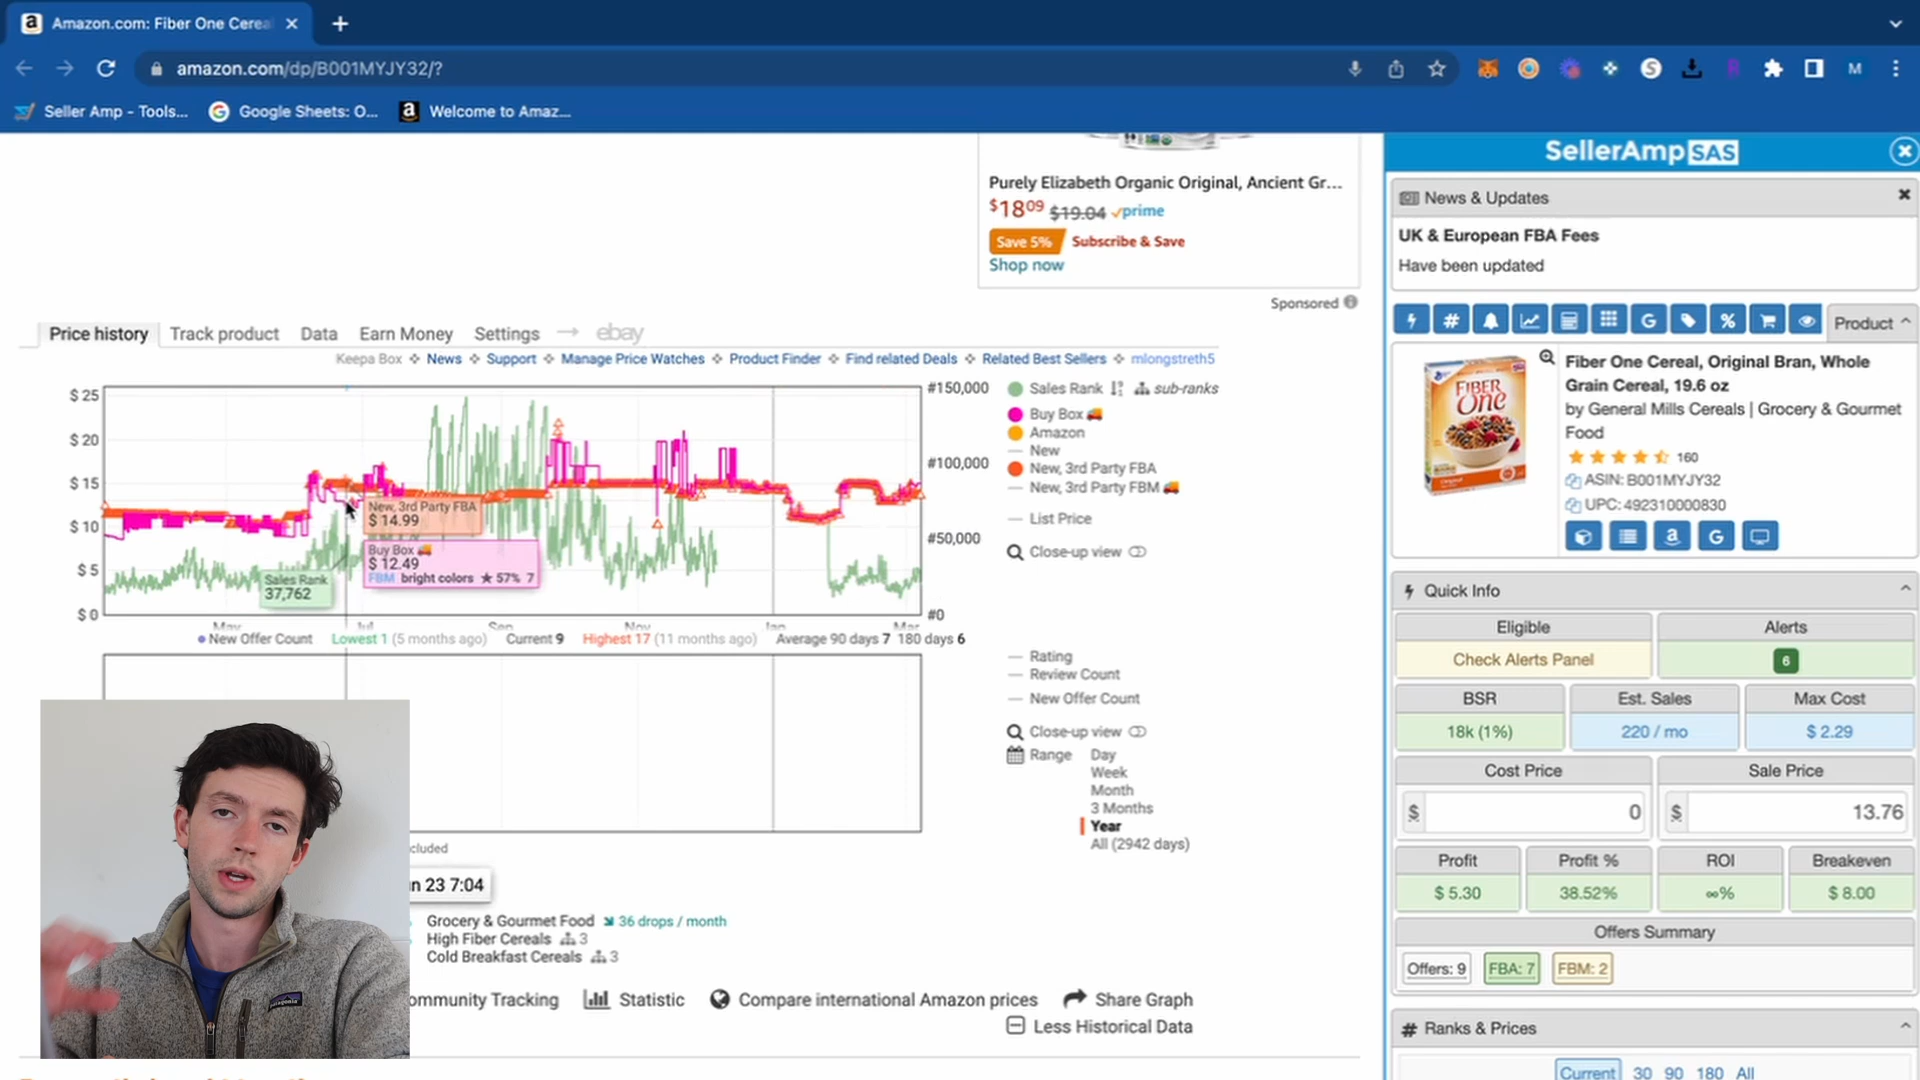 Amazon.com: Fiber One Cerea
amazon.com/dp/B001MYJY32/?
M
Seller Amp - Tools...
Google Sheets: O...
Welcome to Amaz...
Purely Elizabeth Organic Original, Ancient Gr...
$1809 $19.04 prime
Save 5% Subscribe & Save
Shop now
Sponsored
Price history Track product Data Earn Money Settings ebay
Keepa Box News Support Manage Price Watches Product Finder Find related Deals Related Best Sellers mlongstreth5
$ 25
$ 20
$ 15
$ 10
$ 5
$ 0
#150,000
#100,000
#50,000
#0
New, 3rd Party FBA
$ 14.99
Buy Box
$ 12.49
FBM bright colors ★ 57% 7
Sales Rank
37,762
May Jul Sep Nov Jan Mar
New Offer Count Lowest 1 (5 months ago) Current 9 Highest 17 (11 months ago) Average 90 days 7 180 days 6
Sales Rank sub-ranks
Buy Box
Amazon
New
New, 3rd Party FBA
New, 3rd Party FBM
List Price
Close-up view
Rating
Review Count
New Offer Count
Close-up view
Range
Day
Week
Month
3 Months
Year
All (2942 days)
cluded
n 23 7:04
Grocery & Gourmet Food 36 drops / month
High Fiber Cereals 3
Cold Breakfast Cereals 3
ommunity Tracking Statistic Compare international Amazon prices Share Graph
Less Historical Data
patagonia
SellerAmp SAS
News & Updates
UK & European FBA Fees
Have been updated
Product
FIBER One
Fiber One Cereal, Original Bran, Whole
Grain Cereal, 19.6 oz
by General Mills Cereals | Grocery & Gourmet
Food
160
ASIN: B001MYJY32
UPC: 492310000830
Quick Info
Eligible Alerts
Check Alerts Panel 6
BSR Est. Sales Max Cost
18k (1%) 220 / mo $ 2.29
Cost Price Sale Price
$ 0 $ 13.76
Profit Profit % ROI Breakeven
$ 5.30 38.52% ∞% $ 8.00
Offers Summary
Offers: 9 FBA: 7 FBM: 2
Ranks & Prices
Current 30 90 180 All